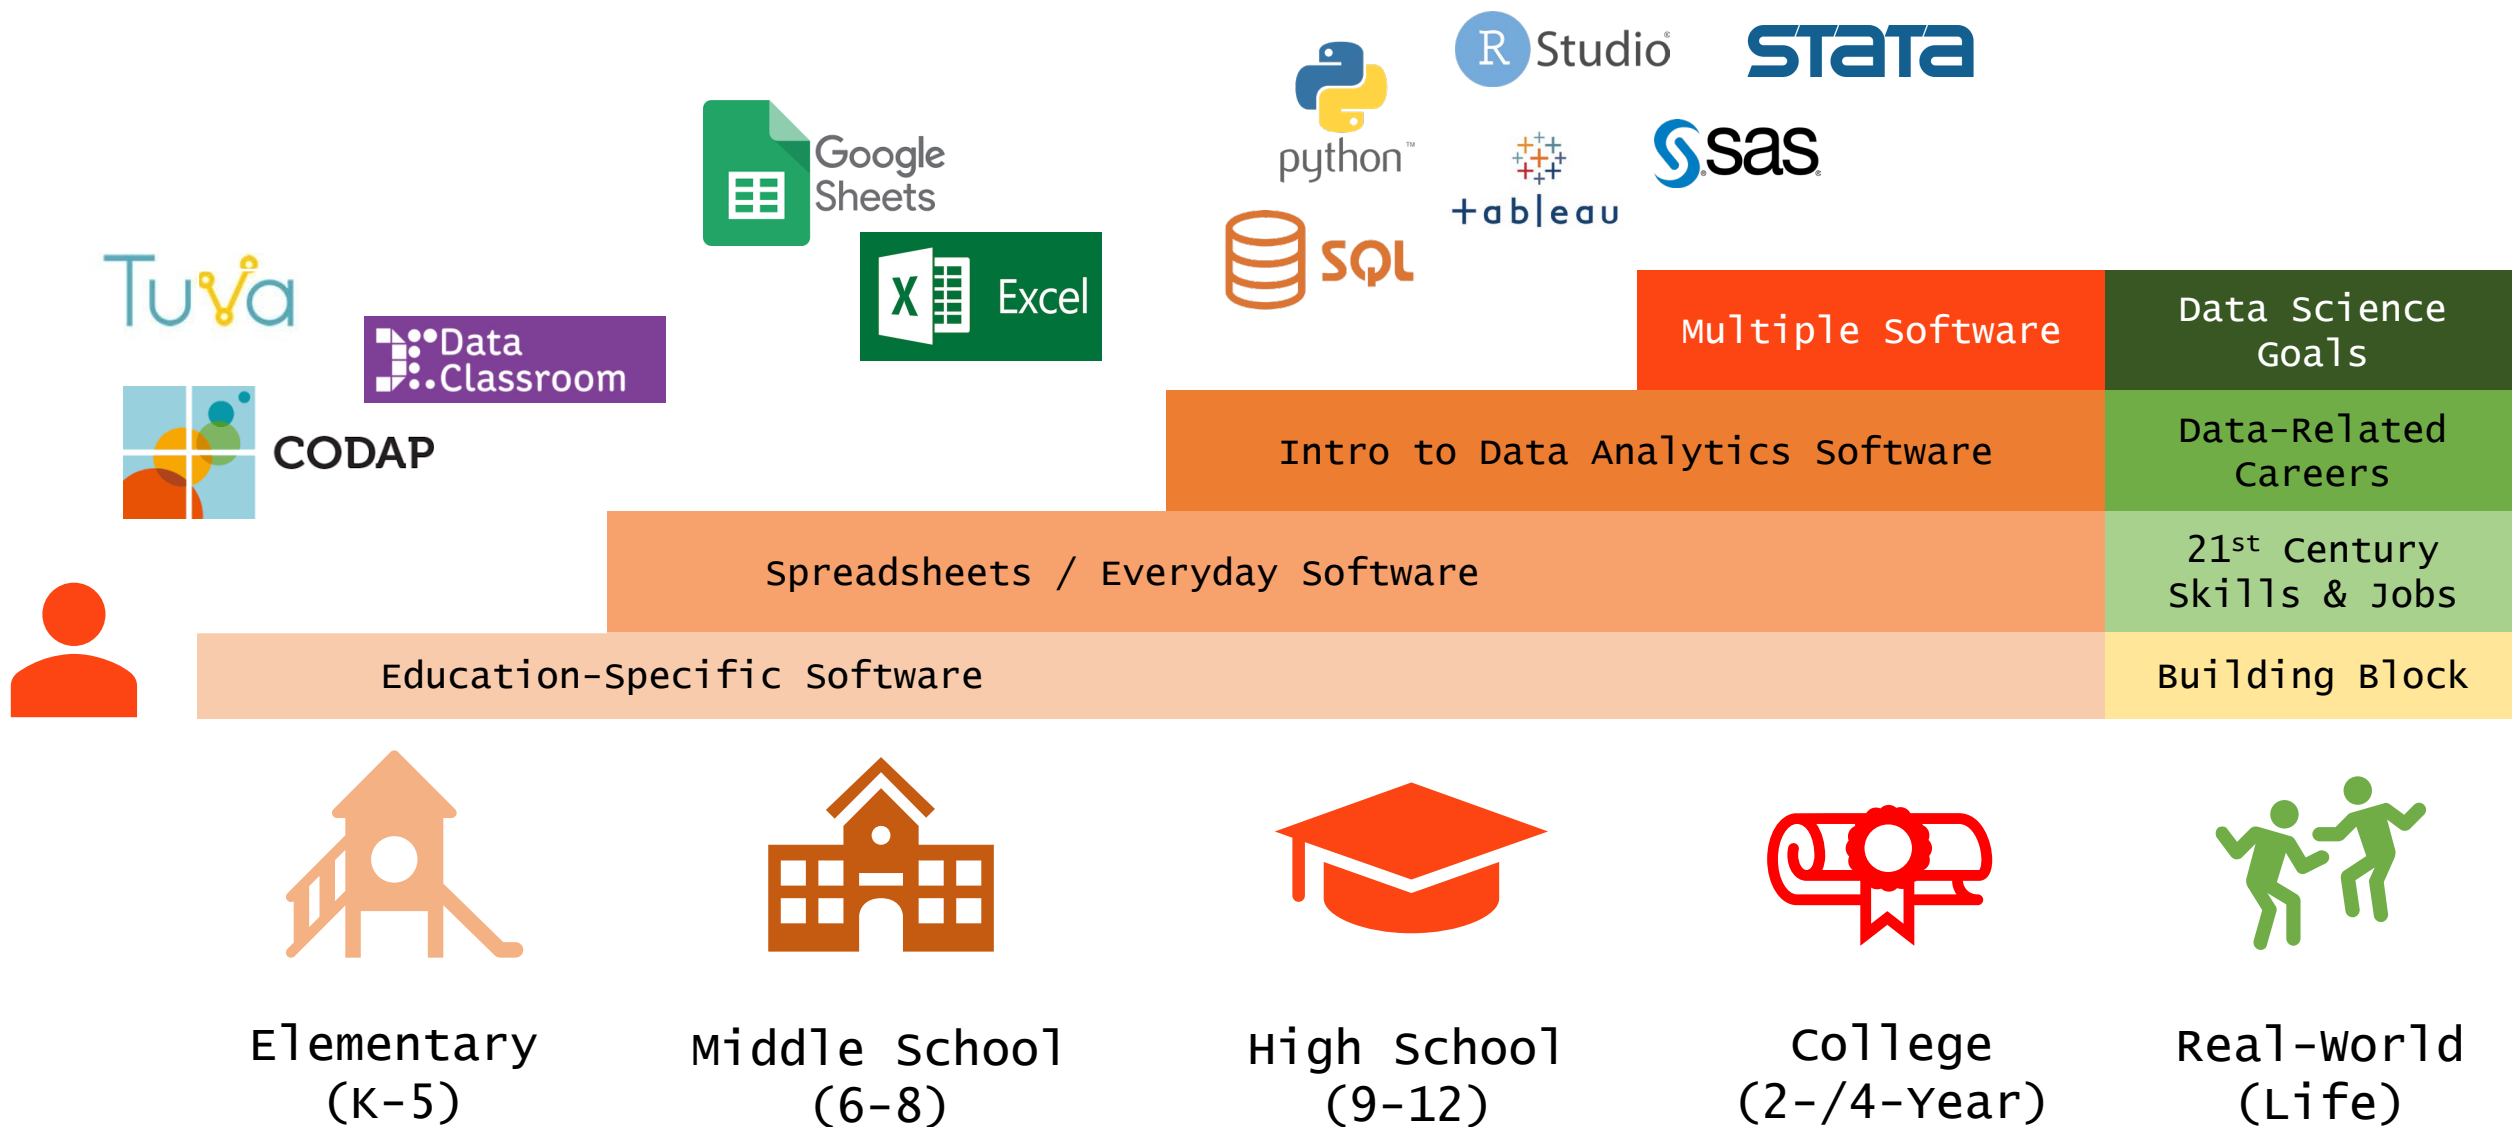 R Studio®
STATA
python™
Google
Sheets
sas®
+ableau
SQL
Tuva
X Excel
Data
Classroom
CODAP
Multiple Software
Data Science
Goals
Intro to Data Analytics Software
Data-Related
Careers
Spreadsheets / Everyday Software
21st Century
Skills & Jobs
Education-Specific Software
Building Block
Elementary
(K-5)
Middle School
(6-8)
High School
(9-12)
College
(2-/4-Year)
Real-World
(Life)